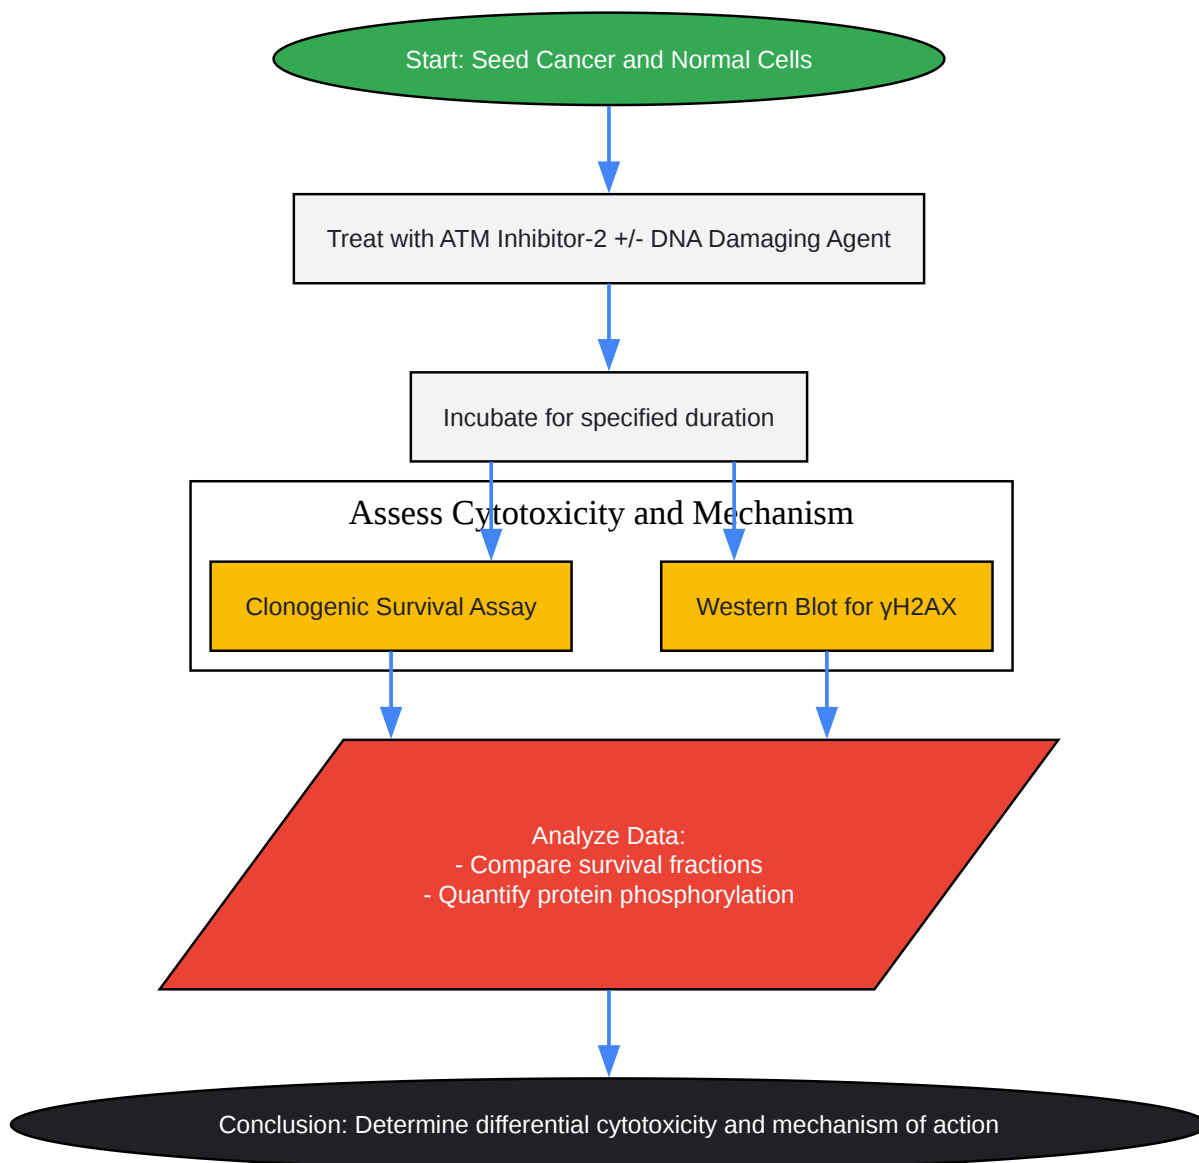 Start: Seed Cancer and Normal Cells
Treat with ATM Inhibitor-2 +/- DNA Damaging Agent
Incubate for specified duration
Assess Cytotoxicity and Mechanism
Clonogenic Survival Assay
Western Blot for γH2AX
Analyze Data:
- Compare survival fractions
- Quantify protein phosphorylation
Conclusion: Determine differential cytotoxicity and mechanism of action